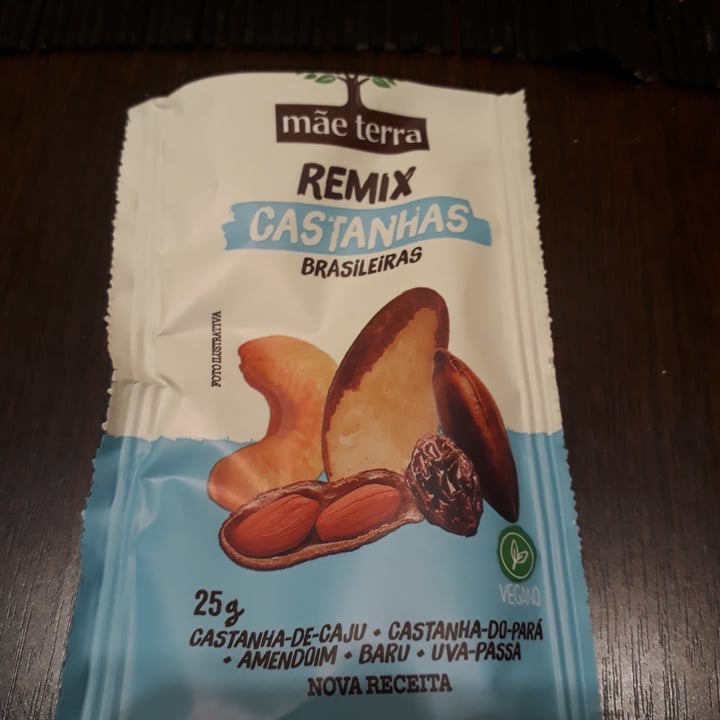 mãe terra
REMIX
CASTANHAS
BRASILEIRAS
FOTO ILUSTRATIVA
VEGANO
25g
CASTANHA-DE-CAJU • CASTANHA-DO-PARÁ
• AMENDOIM • BARU • UVA-PASSA
NOVA RECEITA